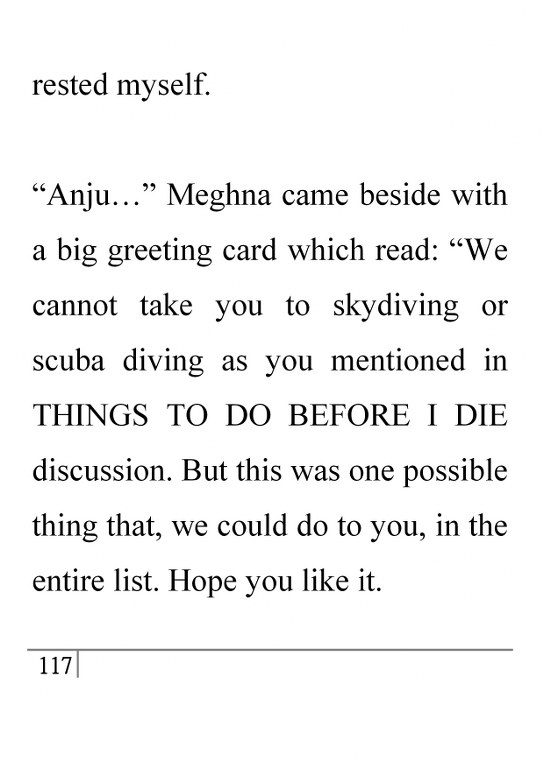 rested myself.
“Anju…” Meghna came beside with
a big greeting card which read: “We
cannot take you to skydiving or
scuba diving as you mentioned in
THINGS TO DO BEFORE I DIE
discussion. But this was one possible
thing that, we could do to you, in the
entire list. Hope you like it.
117